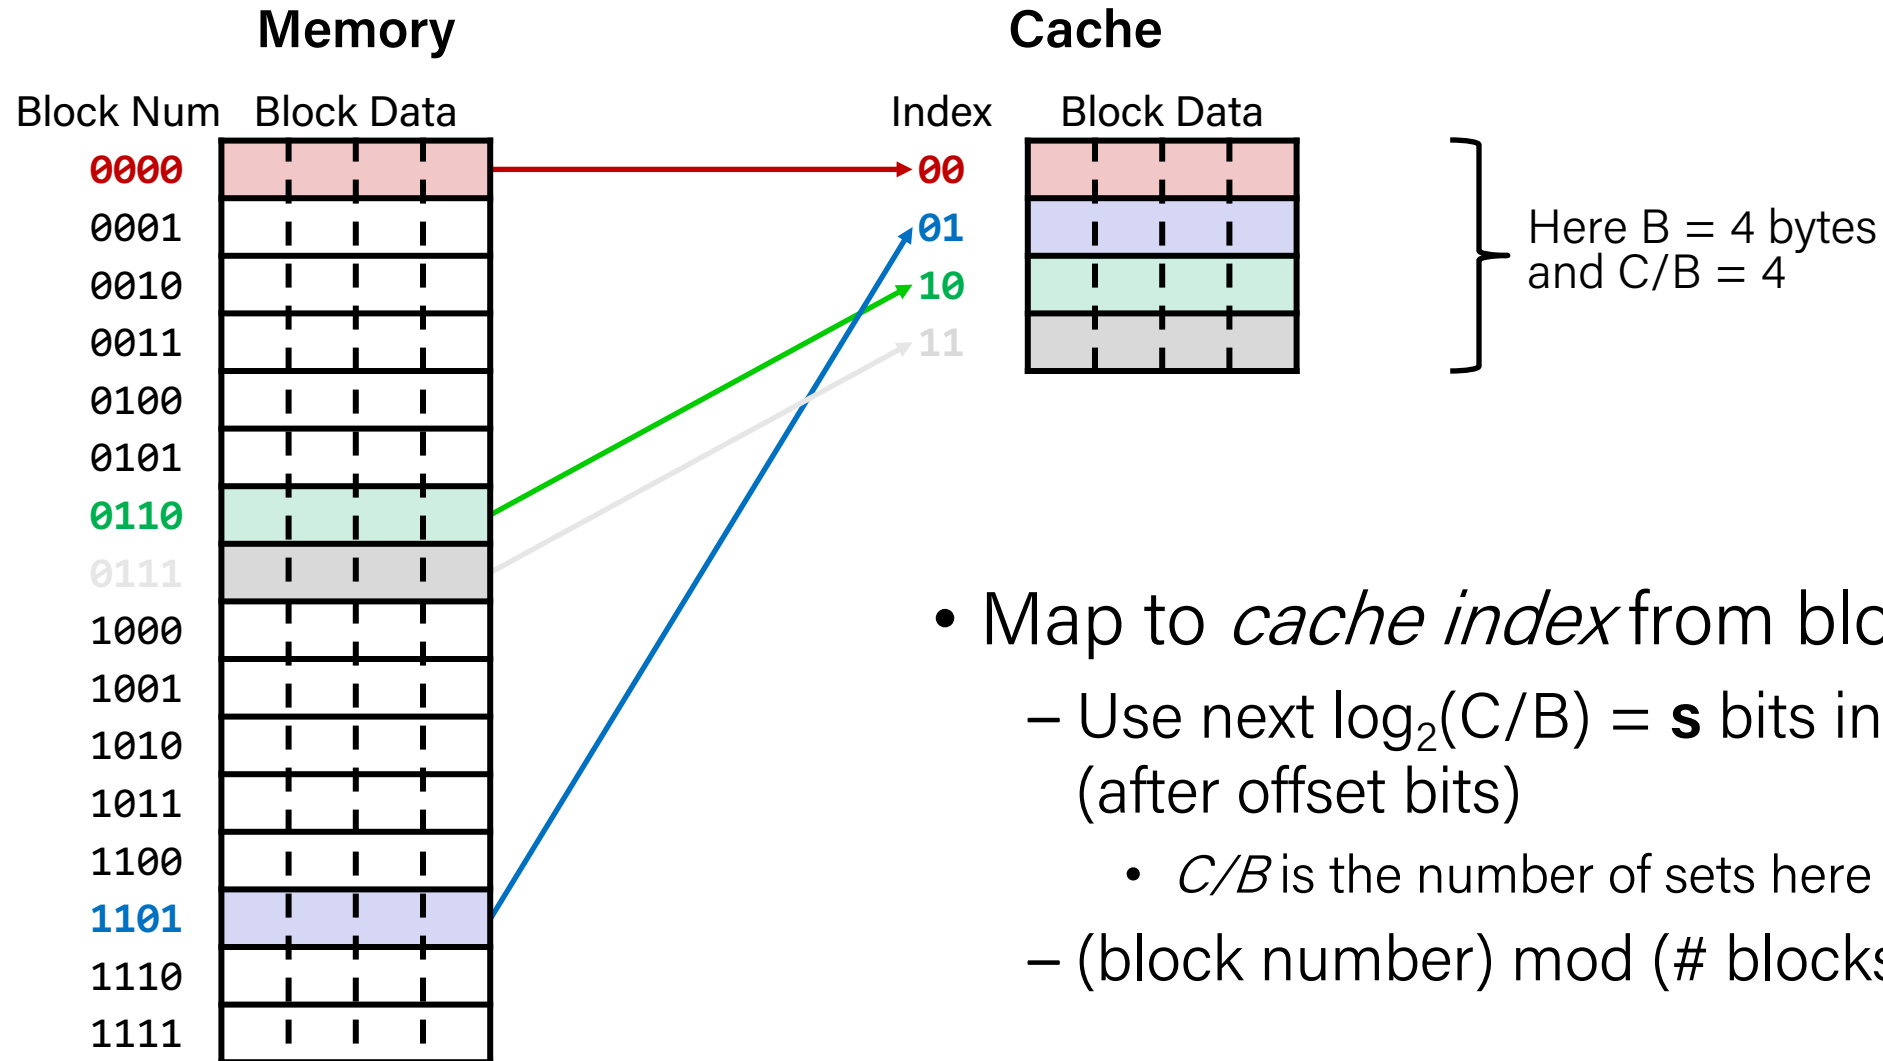 Memory
Cache
Block Num Block Data
Index Block Data
0000
0001
0010
0011
0100
0101
0110
0111
1000
1001
1010
1011
1100
1101
1110
1111
00
01
10
11
Here B = 4 bytes
and C/B = 4
• Map to cache index from
– Use next log₂(C/B) = s bits in
(after offset bits)
• C/B is the number of sets here
– (block number) mod (# blocks